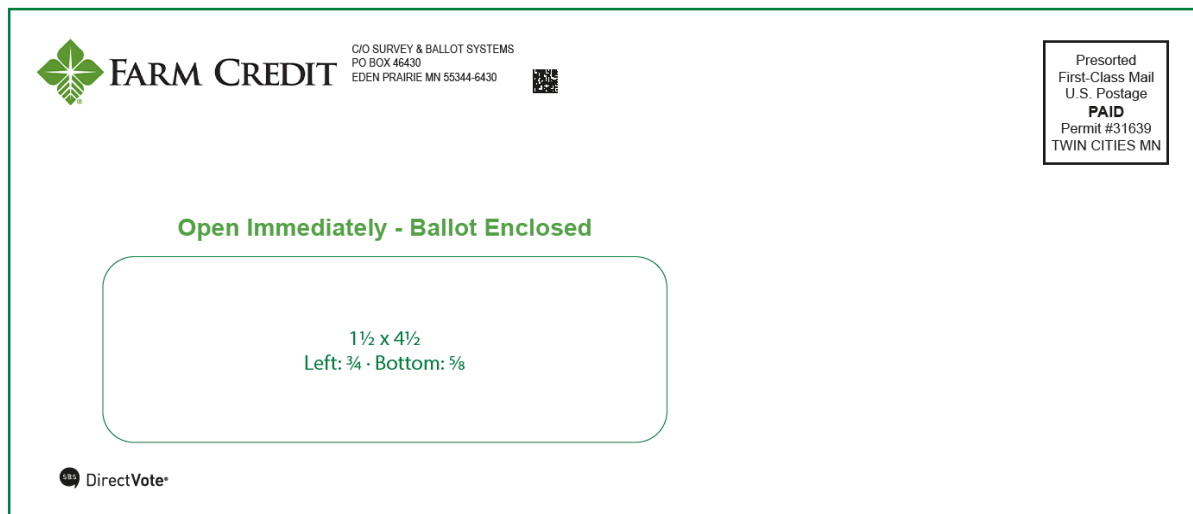 FARM CREDIT
C/O SURVEY & BALLOT SYSTEMS
PO BOX 46430
EDEN PRAIRIE MN 55344-6430
Presorted
First-Class Mail
U.S. Postage
PAID
Permit #31639
TWIN CITIES MN
Open Immediately - Ballot Enclosed
1½ x 4½
Left: ¾ · Bottom: ⅝
SBS DirectVote®